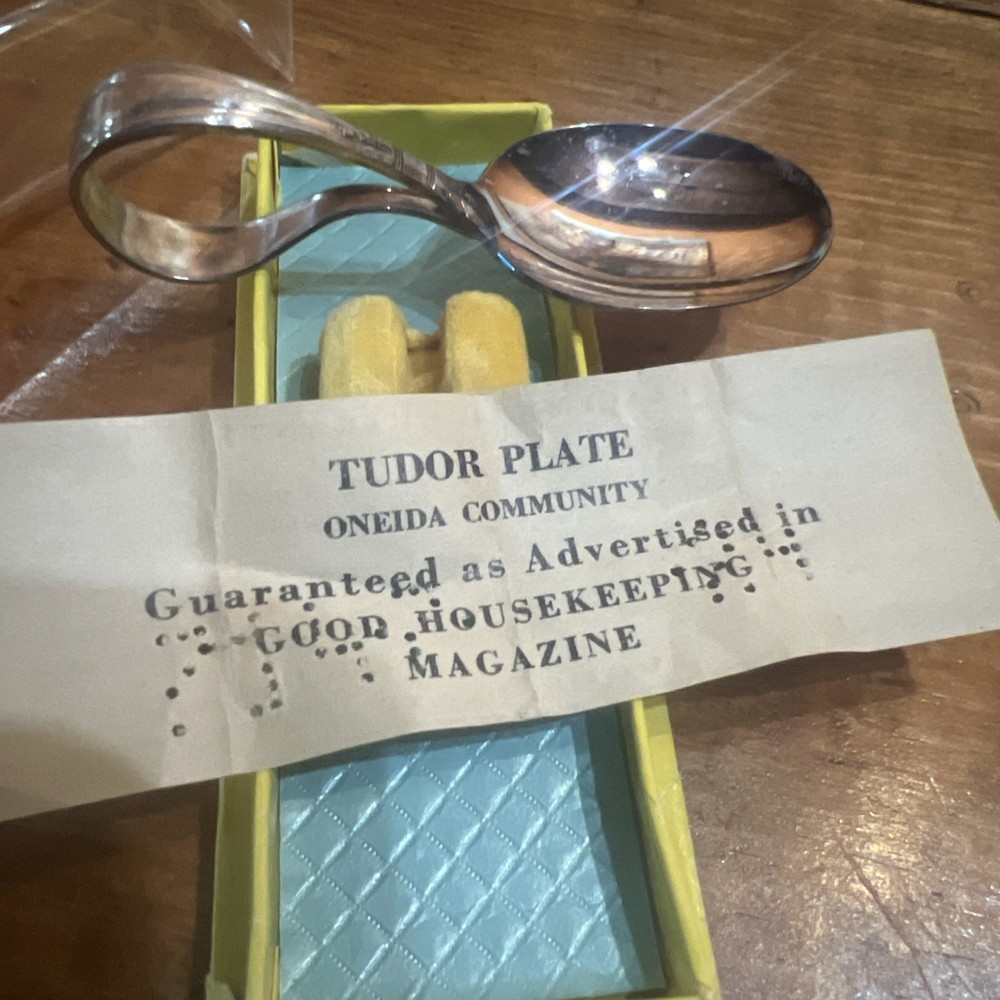 TUDOR PLATE
ONEIDA COMMUNITY
Guaranteed as Advertised in
GOOD HOUSEKEEPING
MAGAZINE